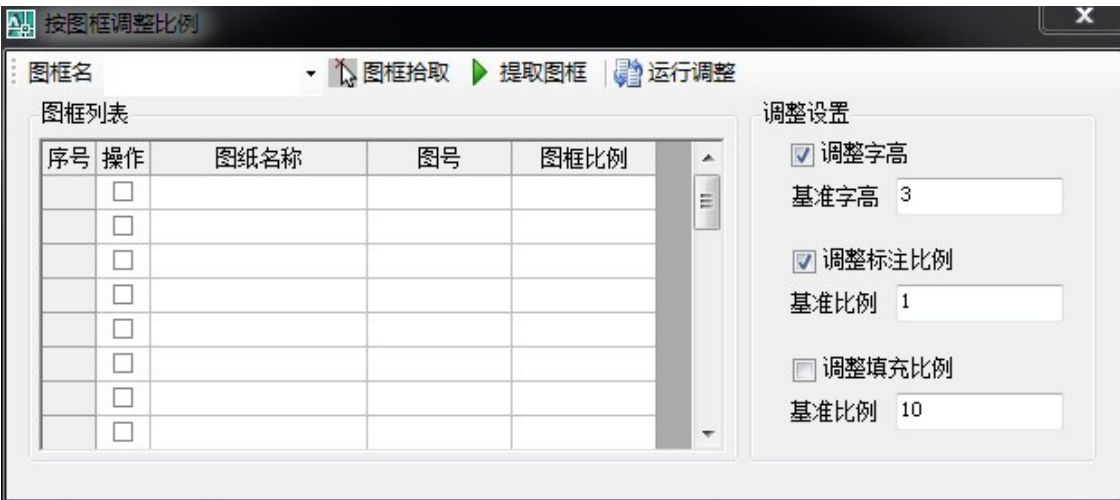 按图框调整比例
图框名 图框拾取 提取图框 运行调整
图框列表
序号 操作 图纸名称 图号 图框比例
调整设置
调整字高
基准字高 3
调整标注比例
基准比例 1
调整填充比例
基准比例 10